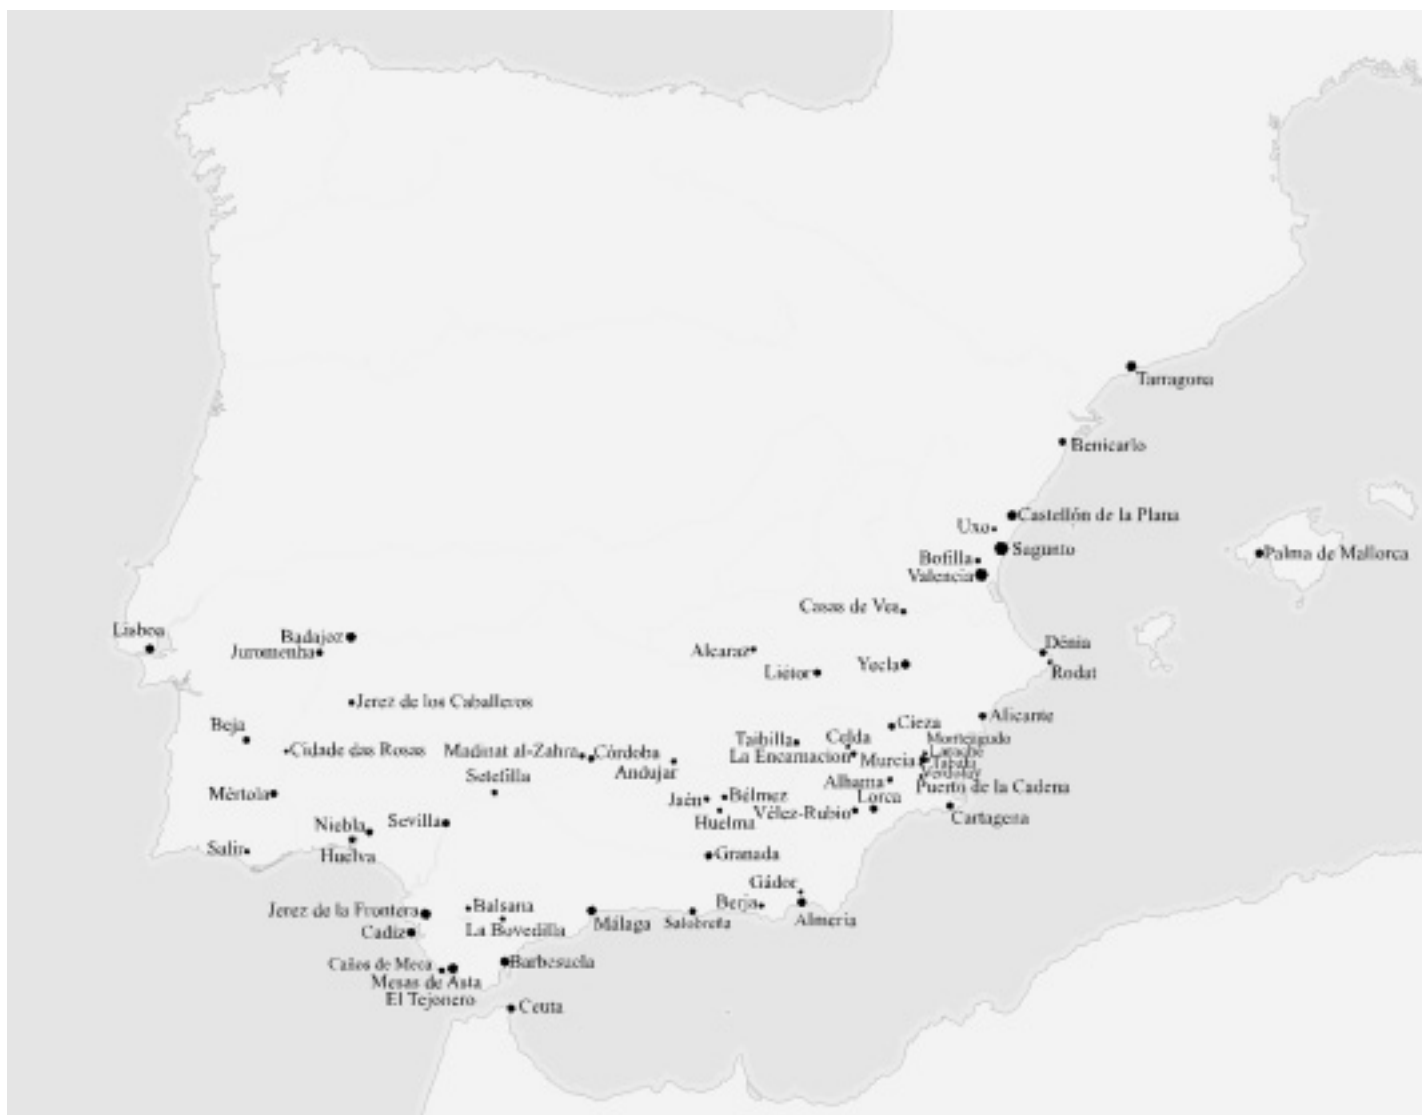 Tarragona
Benicarlo
Castellón de la Plana
Uxo
Sagunto
Palma de Mallorca
Bofilla
Valencia
Casas de Ves
Lisboa
Badajoz
Juromenha
Alcaraz
Dénia
Liétor
Yecla
Rodat
Jerez de los Caballeros
Beja
Alicante
Cieza
Cidade das Rosas
Madinat al-Zahra
Córdoba
Taibilla
Celda
Monteagudo
La Encarnacion
Murcia
Larache
Andujar
Setefilla
Alhama
Puerto de la Cadena
Mértola
Jaén
Bélmez
Lorca
Huelma
Vélez-Rubio
Cartagena
Niebla
Sevilla
Huelva
Salir
Granada
Gádor
Berja
Jerez de la Frontera
Balsana
Málaga
Salobreña
Almeria
Cadiz
La Bovedilla
Caños de Meca
Barbesuela
Mesas de Asta
El Tejonero
Ceuta